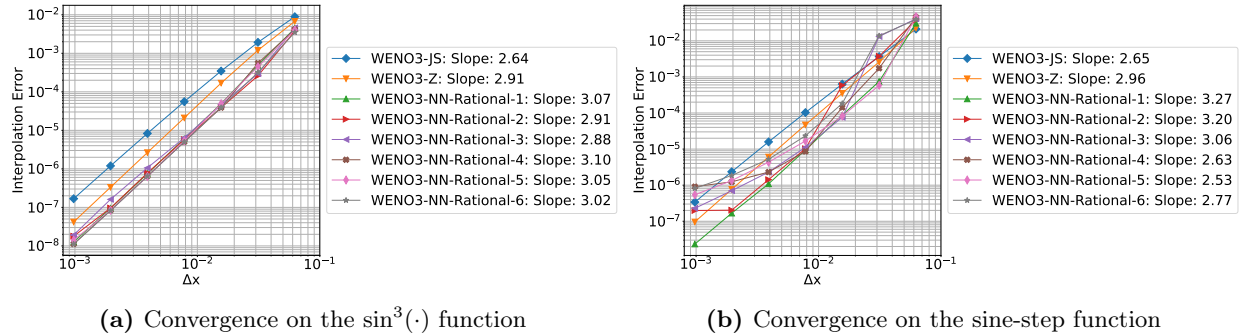 10⁻²
10⁻³
10⁻⁴
10⁻⁵
10⁻⁶
10⁻⁷
10⁻⁸
Interpolation Error
10⁻³
10⁻²
10⁻¹
Δx
WENO3-JS: Slope: 2.64
WENO3-Z: Slope: 2.91
WENO3-NN-Rational-1: Slope: 3.07
WENO3-NN-Rational-2: Slope: 2.91
WENO3-NN-Rational-3: Slope: 2.88
WENO3-NN-Rational-4: Slope: 3.10
WENO3-NN-Rational-5: Slope: 3.05
WENO3-NN-Rational-6: Slope: 3.02
(a) Convergence on the sin³(·) function
10⁻²
10⁻³
10⁻⁴
10⁻⁵
10⁻⁶
10⁻⁷
Interpolation Error
10⁻³
10⁻²
10⁻¹
Δx
WENO3-JS: Slope: 2.65
WENO3-Z: Slope: 2.96
WENO3-NN-Rational-1: Slope: 3.27
WENO3-NN-Rational-2: Slope: 3.20
WENO3-NN-Rational-3: Slope: 3.06
WENO3-NN-Rational-4: Slope: 2.63
WENO3-NN-Rational-5: Slope: 2.53
WENO3-NN-Rational-6: Slope: 2.77
(b) Convergence on the sine-step function